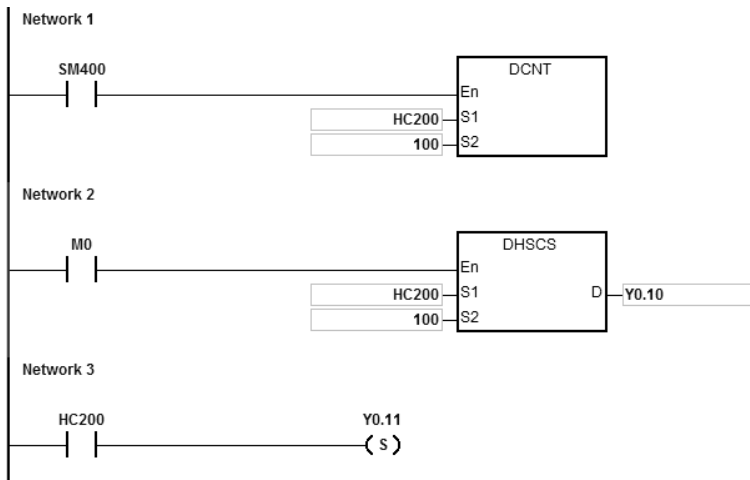 Network 1
SM400
DCNT
En
HC200 S1
100 S2
Network 2
M0
DHSCS
En
HC200 S1 D Y0.10
100 S2
Network 3
HC200 Y0.11
S